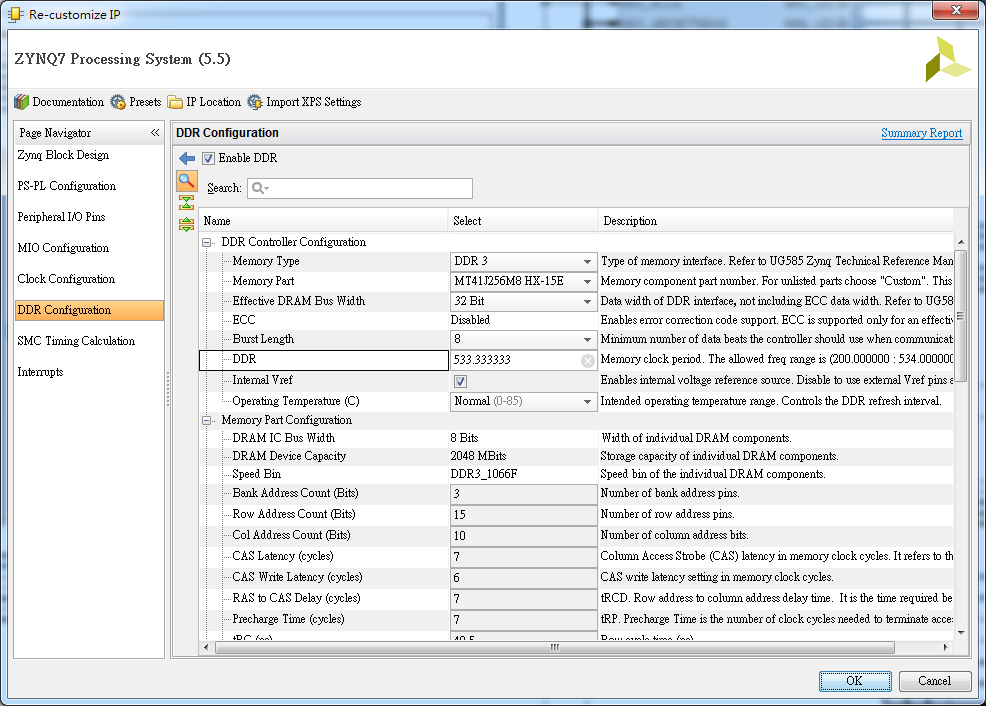 Re-customize IP
ZYNQ7 Processing System (5.5)
Documentation Presets IP Location Import XPS Settings
Page Navigator «
Zynq Block Design
PS-PL Configuration
Peripheral I/O Pins
MIO Configuration
Clock Configuration
DDR Configuration
SMC Timing Calculation
Interrupts
DDR Configuration Summary Report
Enable DDR
Search:
Name Select Description
DDR Controller Configuration
Memory Type DDR 3 Type of memory interface. Refer to UG585 Zynq Technical Reference Man
Memory Part MT41J256M8 HX-15E Memory component part number. For unlisted parts choose "Custom". This
Effective DRAM Bus Width 32 Bit Data width of DDR interface, not including ECC data width. Refer to UG58
ECC Disabled Enables error correction code support. ECC is supported only for an effectiv
Burst Length 8 Minimum number of data beats the controller should use when communicat
DDR 533.333333 Memory clock period. The allowed freq range is (200.000000 : 534.000000
Internal Vref Enables internal voltage reference source. Disable to use external Vref pins a
Operating Temperature (C) Normal (0-85) Intended operating temperature range. Controls the DDR refresh interval.
Memory Part Configuration
DRAM IC Bus Width 8 Bits Width of individual DRAM components.
DRAM Device Capacity 2048 MBits Storage capacity of individual DRAM components.
Speed Bin DDR3_1066F Speed bin of the individual DRAM components.
Bank Address Count (Bits) 3 Number of bank address pins.
Row Address Count (Bits) 15 Number of row address pins.
Col Address Count (Bits) 10 Number of column address bits.
CAS Latency (cycles) 7 Column Access Strobe (CAS) latency in memory clock cycles. It refers to th
CAS Write Latency (cycles) 6 CAS write latency setting in memory clock cycles.
RAS to CAS Delay (cycles) 7 tRCD. Row address to column address delay time. It is the time required be
Precharge Time (cycles) 7 tRP. Precharge Time is the number of clock cycles needed to terminate acce
OK Cancel